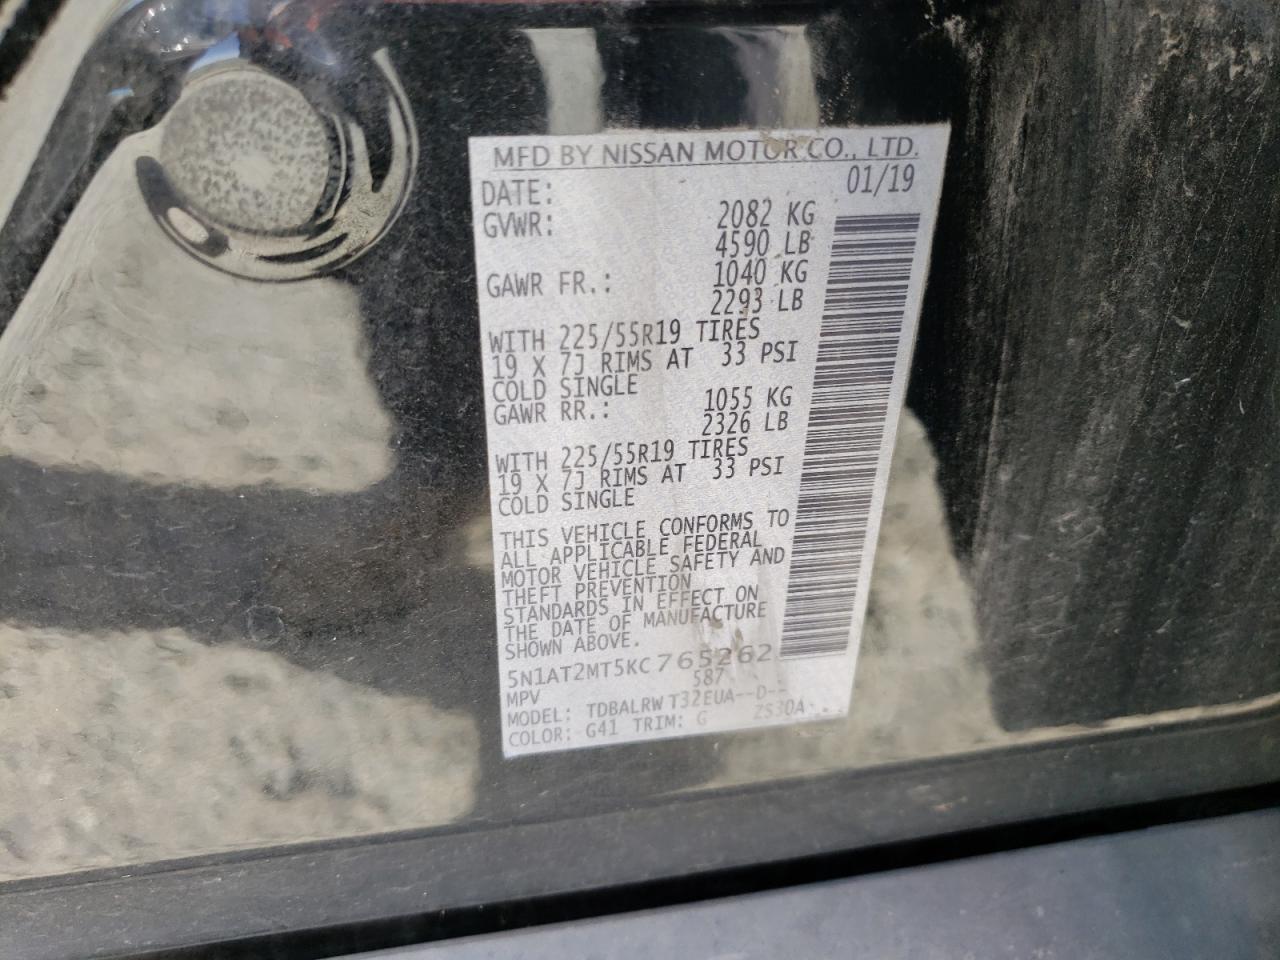 MFD BY NISSAN MOTOR CO., LTD.
DATE: 01/19
GVWR: 2082 KG
4590 LB
GAWR FR.: 1040 KG
2293 LB
WITH 225/55R19 TIRES
19 X 7J RIMS AT 33 PSI
COLD SINGLE
GAWR RR.: 1055 KG
2326 LB
WITH 225/55R19 TIRES
19 X 7J RIMS AT 33 PSI
COLD SINGLE
THIS VEHICLE CONFORMS TO
ALL APPLICABLE FEDERAL
MOTOR VEHICLE SAFETY AND
THEFT PREVENTION
STANDARDS IN EFFECT ON
THE DATE OF MANUFACTURE
SHOWN ABOVE.
5N1AT2MT5KC765262
587
MPV
MODEL: TDBALRW T32EUA--D--
COLOR: G41 TRIM: G ZS30A